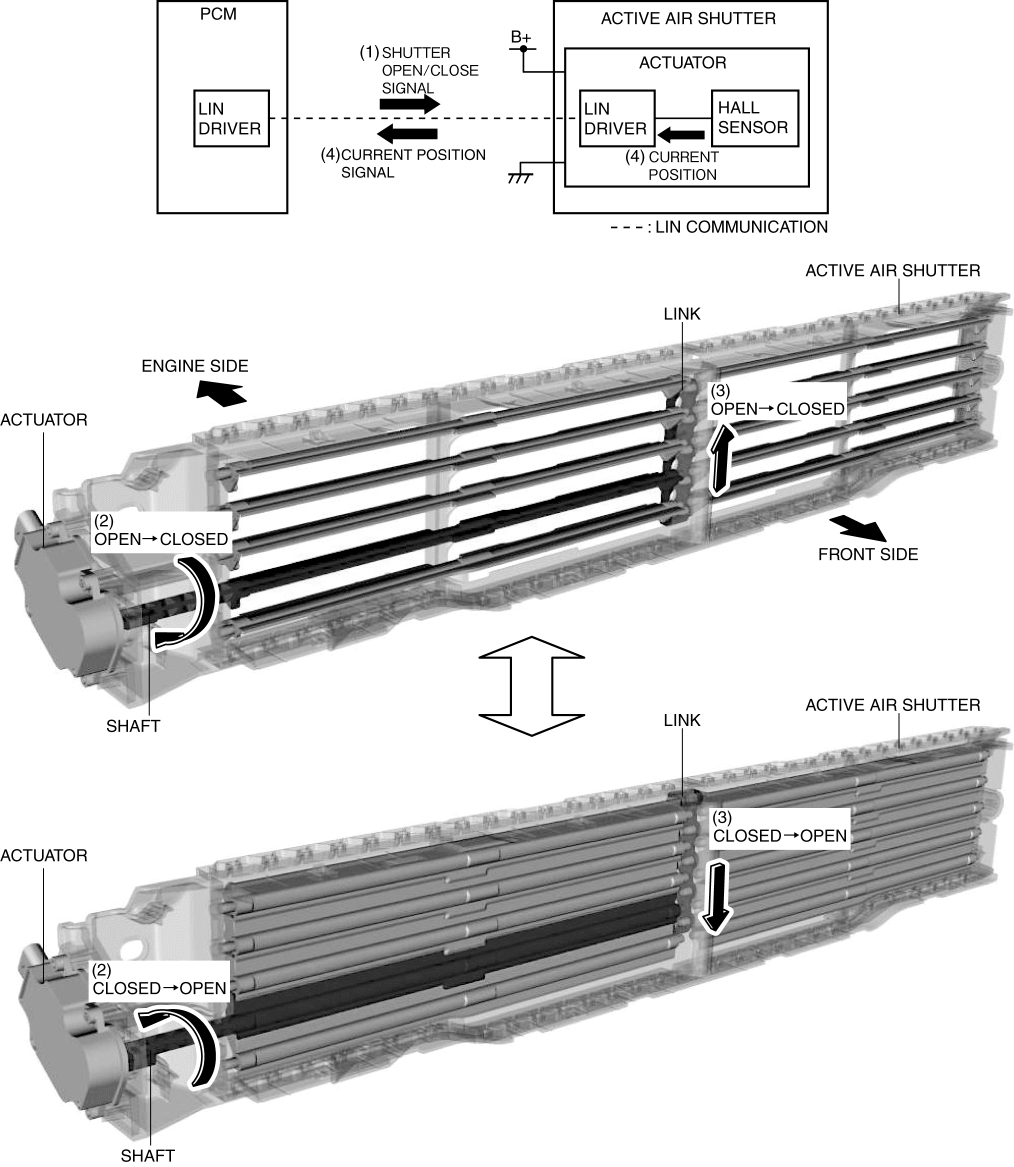 PCM
ACTIVE AIR SHUTTER
B+
ACTUATOR
(1) SHUTTER
OPEN/CLOSE
SIGNAL
LIN
DRIVER
LIN
DRIVER
HALL
SENSOR
(4) CURRENT POSITION
SIGNAL
(4) CURRENT
POSITION
---- : LIN COMMUNICATION
ACTIVE AIR SHUTTER
LINK
ENGINE SIDE
(3)
OPEN→CLOSED
ACTUATOR
(2)
OPEN→CLOSED
FRONT SIDE
SHAFT
ACTIVE AIR SHUTTER
LINK
(3)
CLOSED→OPEN
ACTUATOR
(2)
CLOSED→OPEN
SHAFT